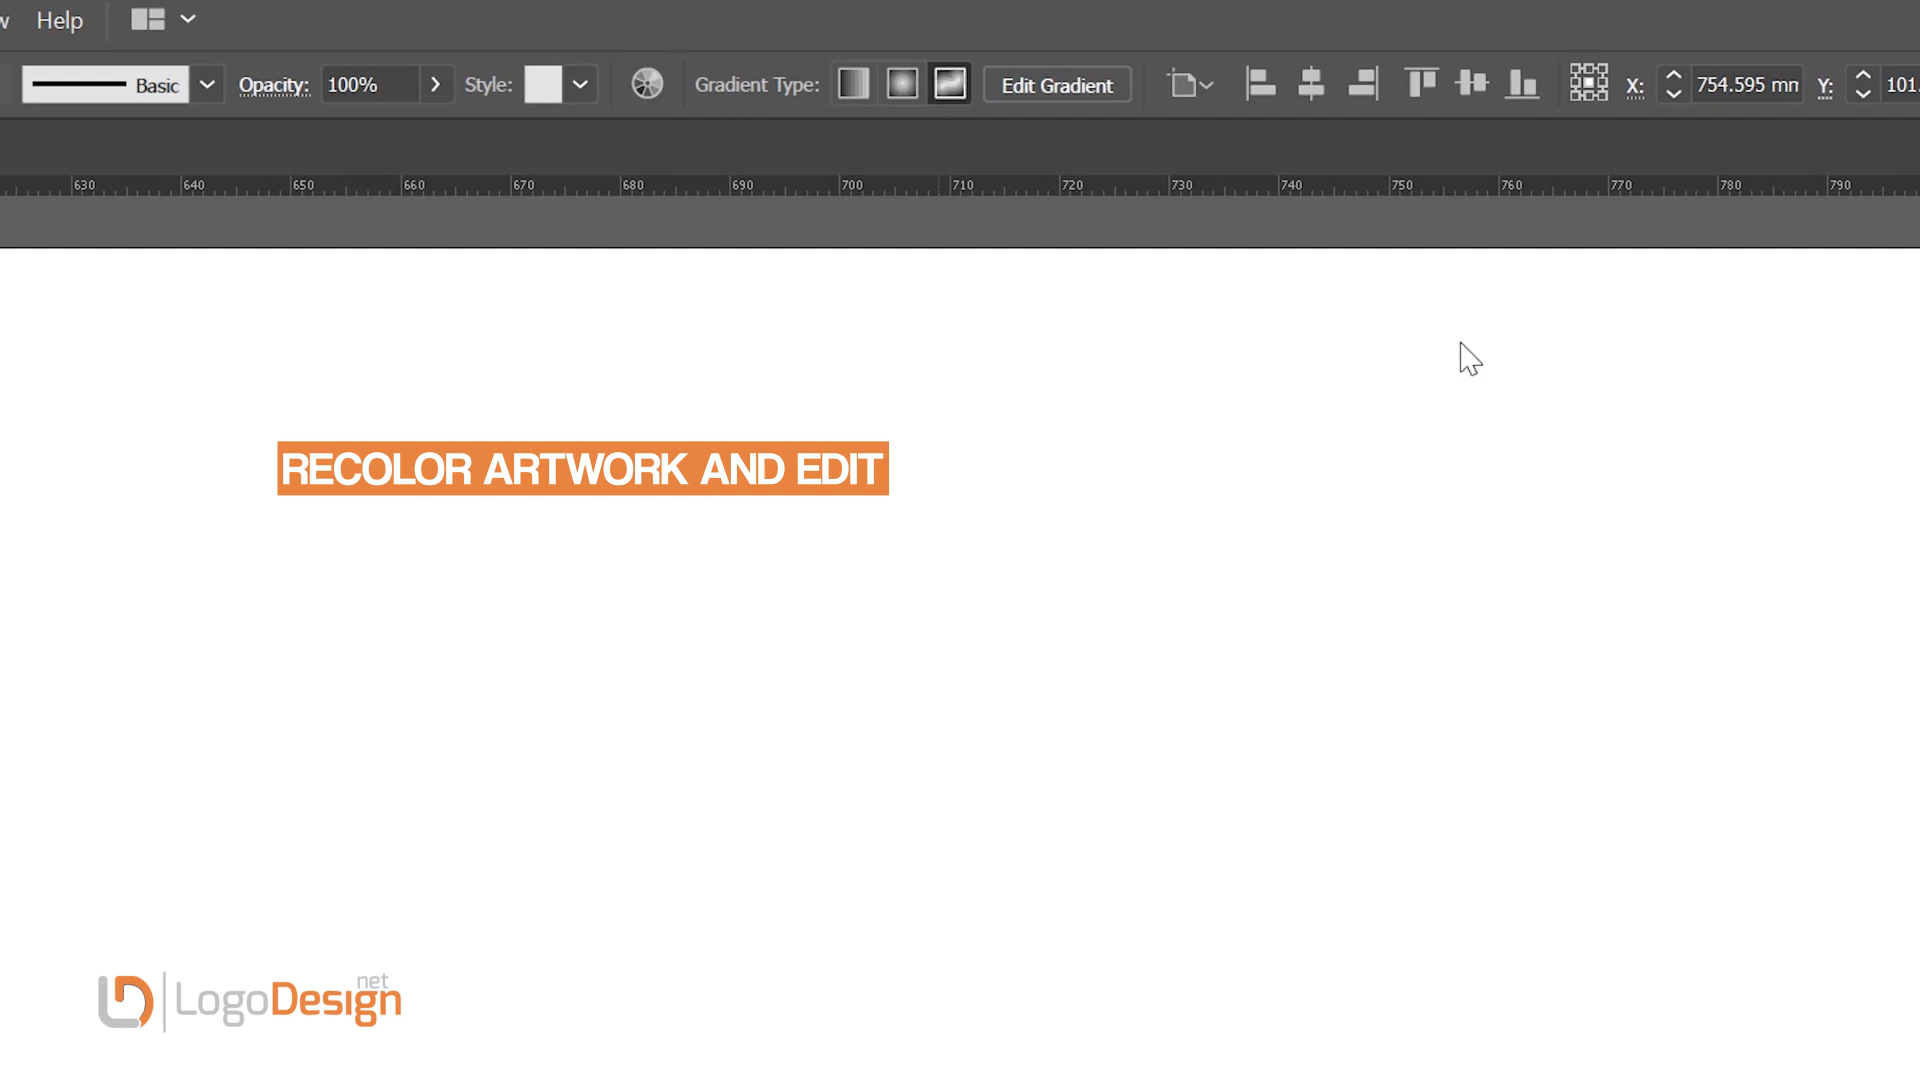 Help
Basic Opacity: 100% Style: Gradient Type: Edit Gradient X: 754.595 mm Y: 101.
630 640 650 660 670 680 690 700 710 720 730 740 750 760 770 780 790
RECOLOR ARTWORK AND EDIT
LogoDesign net